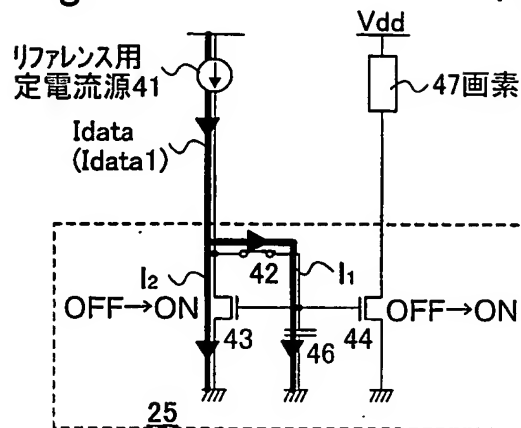 Vdd
リファレンス用
定電流源41
47画素
Idata
(Idata1)
42
I₂
I₁
OFF→ON
OFF→ON
43
46
44
25